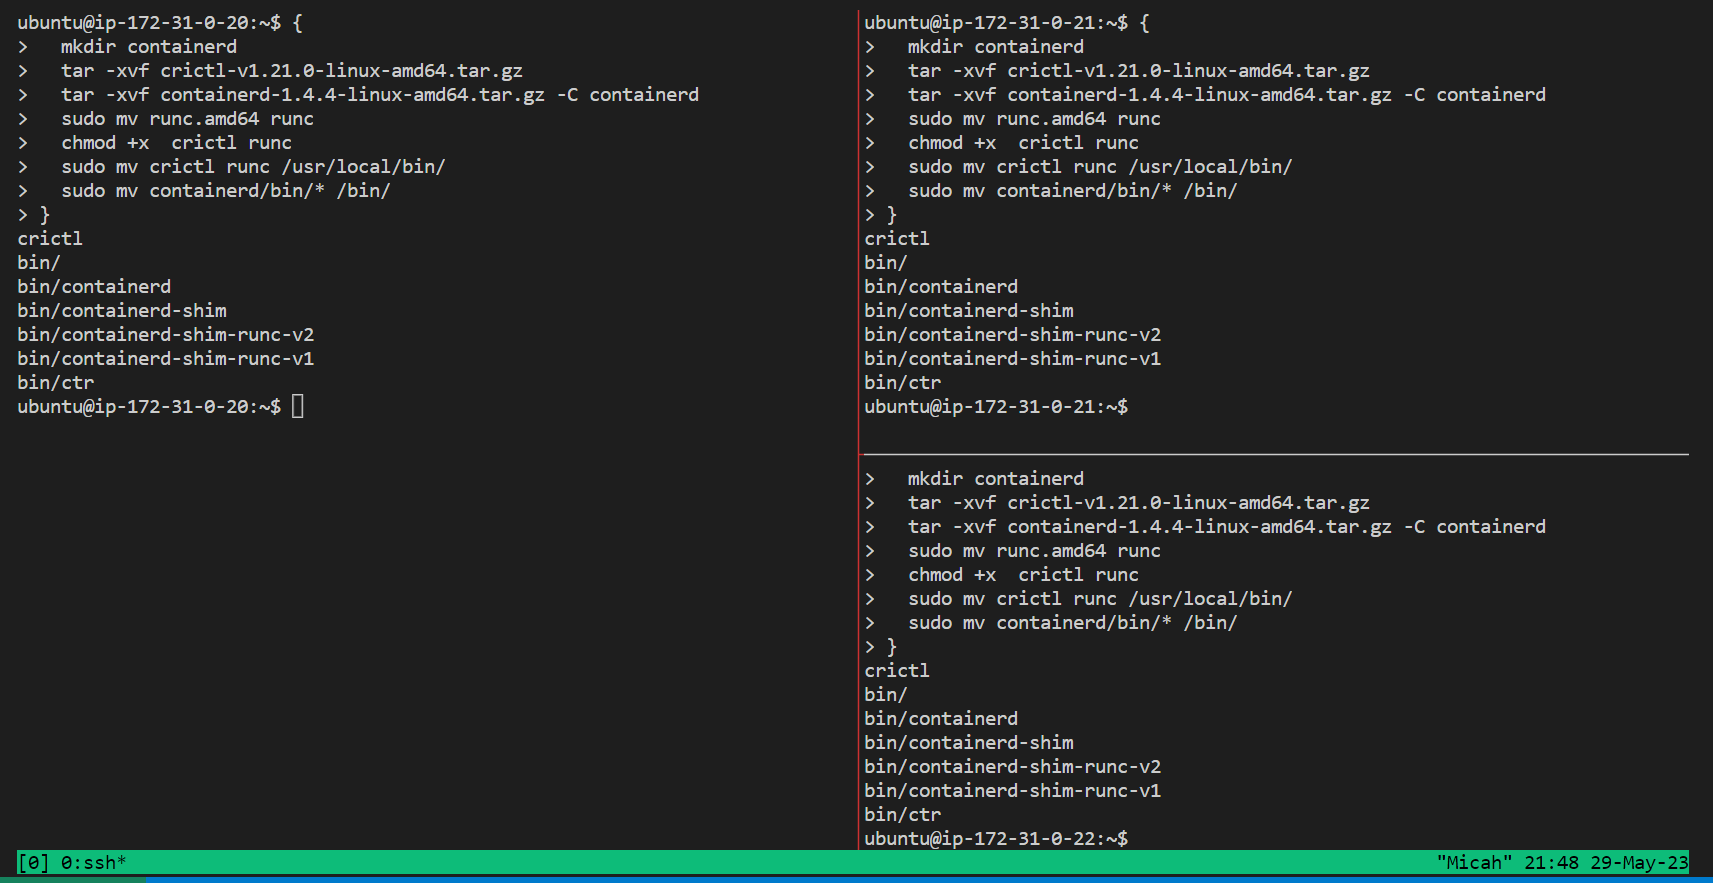 ubuntu@ip-172-31-0-20:~$ {
>   mkdir containerd
>   tar -xvf crictl-v1.21.0-linux-amd64.tar.gz
>   tar -xvf containerd-1.4.4-linux-amd64.tar.gz -C containerd
>   sudo mv runc.amd64 runc
>   chmod +x  crictl runc
>   sudo mv crictl runc /usr/local/bin/
>   sudo mv containerd/bin/* /bin/
> }
crictl
bin/
bin/containerd
bin/containerd-shim
bin/containerd-shim-runc-v2
bin/containerd-shim-runc-v1
bin/ctr
ubuntu@ip-172-31-0-20:~$
ubuntu@ip-172-31-0-21:~$ {
>   mkdir containerd
>   tar -xvf crictl-v1.21.0-linux-amd64.tar.gz
>   tar -xvf containerd-1.4.4-linux-amd64.tar.gz -C containerd
>   sudo mv runc.amd64 runc
>   chmod +x  crictl runc
>   sudo mv crictl runc /usr/local/bin/
>   sudo mv containerd/bin/* /bin/
> }
crictl
bin/
bin/containerd
bin/containerd-shim
bin/containerd-shim-runc-v2
bin/containerd-shim-runc-v1
bin/ctr
ubuntu@ip-172-31-0-21:~$
>   mkdir containerd
>   tar -xvf crictl-v1.21.0-linux-amd64.tar.gz
>   tar -xvf containerd-1.4.4-linux-amd64.tar.gz -C containerd
>   sudo mv runc.amd64 runc
>   chmod +x  crictl runc
>   sudo mv crictl runc /usr/local/bin/
>   sudo mv containerd/bin/* /bin/
> }
crictl
bin/
bin/containerd
bin/containerd-shim
bin/containerd-shim-runc-v2
bin/containerd-shim-runc-v1
bin/ctr
ubuntu@ip-172-31-0-22:~$
[0] 0:ssh* "Micah" 21:48 29-May-23